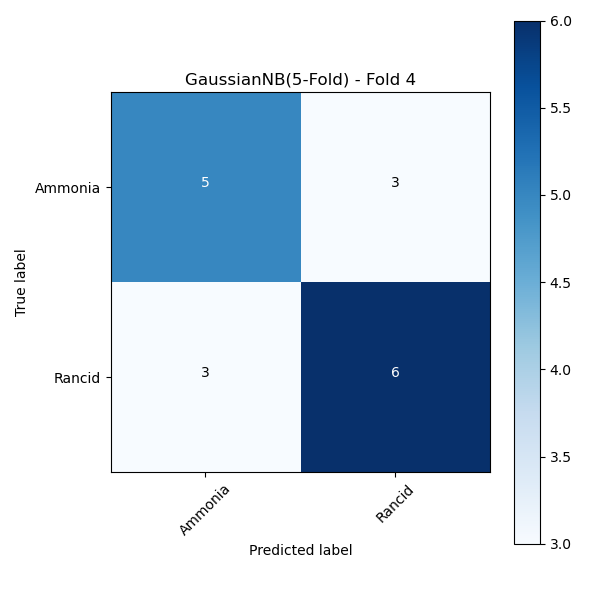 GaussianNB(5-Fold) - Fold 4
True label
Ammonia
5
3
Rancid
3
6
Ammonia
Rancid
Predicted label
6.0
5.5
5.0
4.5
4.0
3.5
3.0